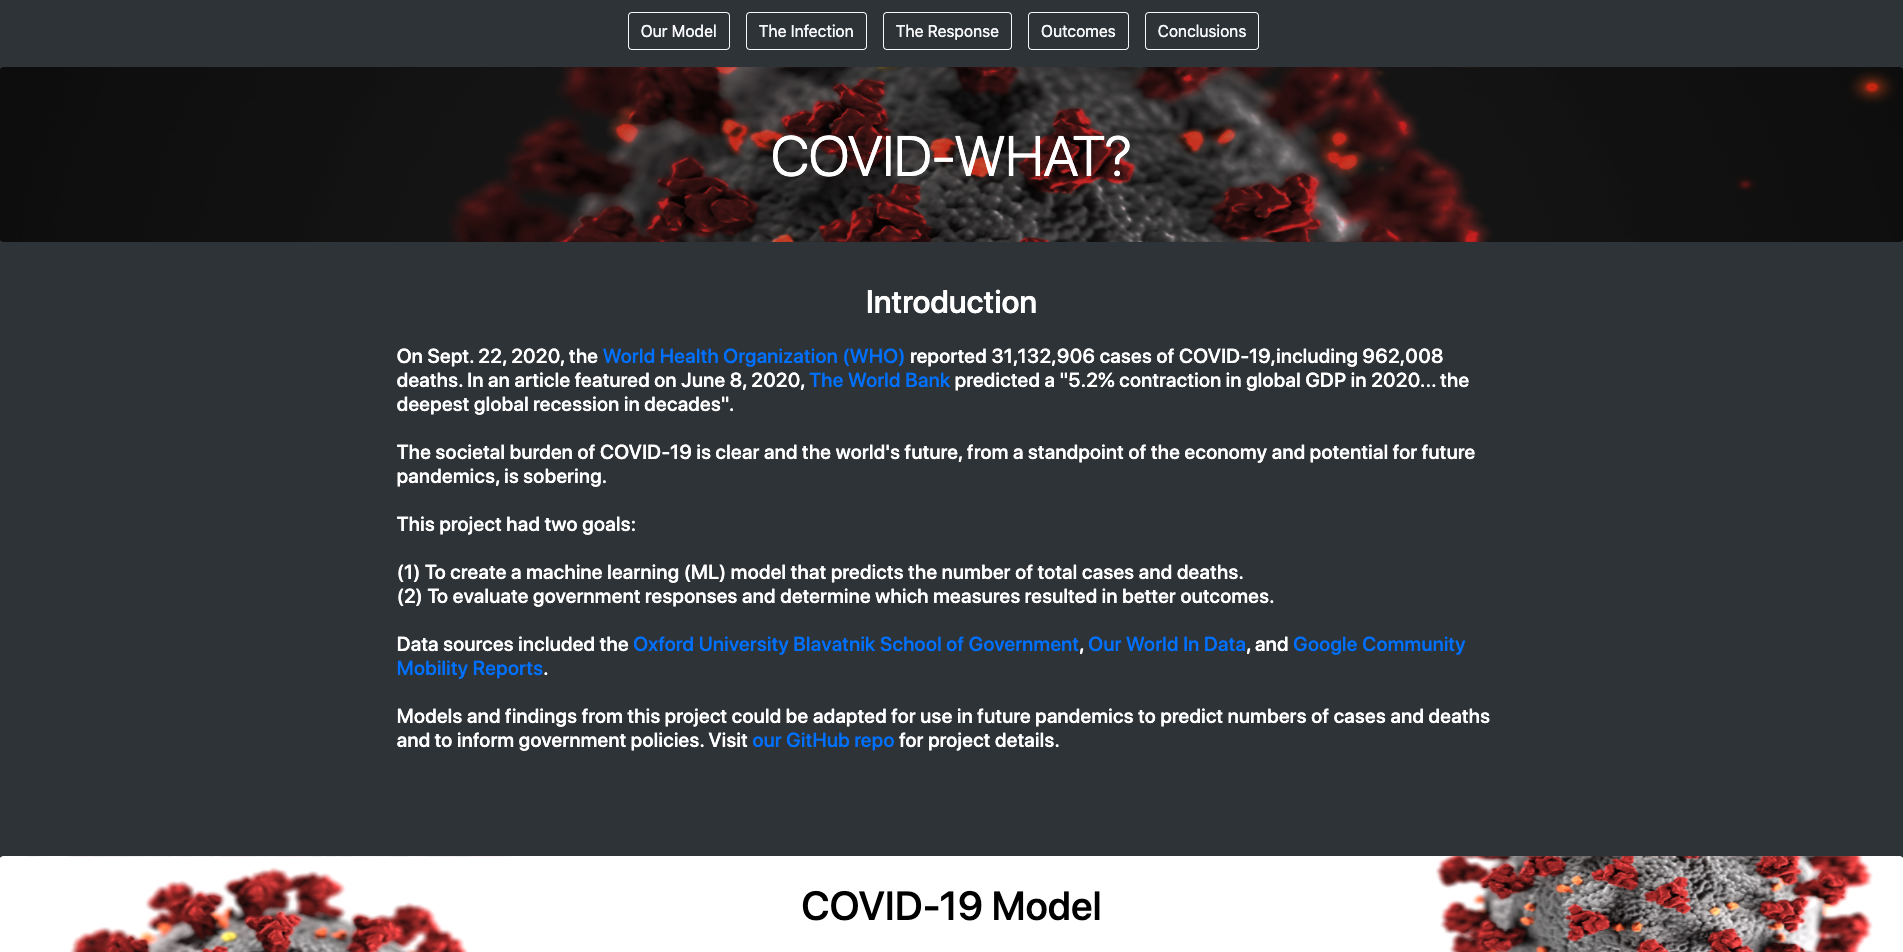 Our Model
The Infection
The Response
Outcomes
Conclusions
COVID-WHAT?
Introduction
On Sept. 22, 2020, the World Health Organization (WHO) reported 31,132,906 cases of COVID-19,including 962,008
deaths. In an article featured on June 8, 2020, The World Bank predicted a "5.2% contraction in global GDP in 2020... the
deepest global recession in decades".
The societal burden of COVID-19 is clear and the world's future, from a standpoint of the economy and potential for future
pandemics, is sobering.
This project had two goals:
(1) To create a machine learning (ML) model that predicts the number of total cases and deaths.
(2) To evaluate government responses and determine which measures resulted in better outcomes.
Data sources included the Oxford University Blavatnik School of Government, Our World In Data, and Google Community
Mobility Reports.
Models and findings from this project could be adapted for use in future pandemics to predict numbers of cases and deaths
and to inform government policies. Visit our GitHub repo for project details.
COVID-19 Model